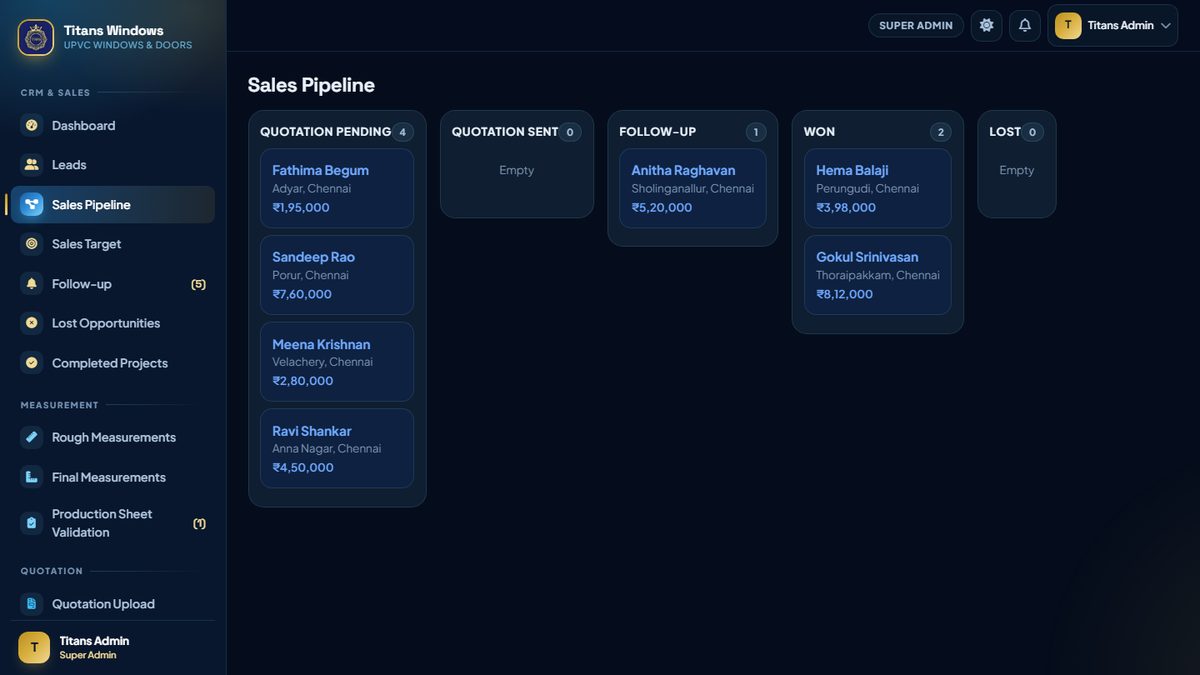 Titans Windows
UPVC WINDOWS & DOORS
CRM & SALES
Dashboard
Leads
Sales Pipeline
Sales Target
Follow-up (5)
Lost Opportunities
Completed Projects
MEASUREMENT
Rough Measurements
Final Measurements
Production Sheet
Validation (1)
QUOTATION
Quotation Upload
T Titans Admin
Super Admin
SUPER ADMIN
T Titans Admin
Sales Pipeline
QUOTATION PENDING 4
Fathima Begum
Adyar, Chennai
₹1,95,000
Sandeep Rao
Porur, Chennai
₹7,60,000
Meena Krishnan
Velachery, Chennai
₹2,80,000
Ravi Shankar
Anna Nagar, Chennai
₹4,50,000
QUOTATION SENT 0
Empty
FOLLOW-UP 1
Anitha Raghavan
Sholinganallur, Chennai
₹5,20,000
WON 2
Hema Balaji
Perungudi, Chennai
₹3,98,000
Gokul Srinivasan
Thoraipakkam, Chennai
₹8,12,000
LOST 0
Empty